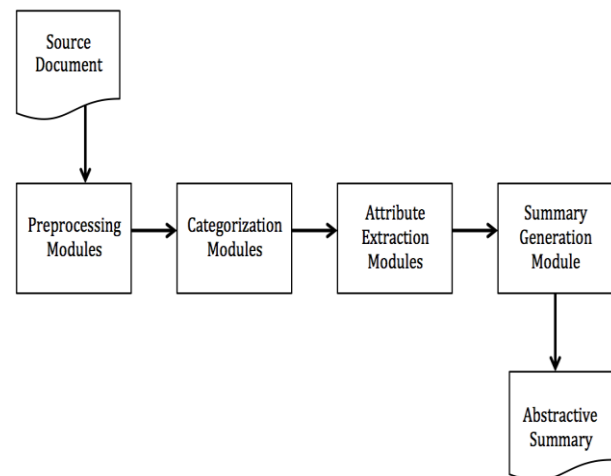 Source
Document
Preprocessing
Modules
Categorization
Modules
Attribute
Extraction
Modules
Summary
Generation
Module
Abstractive
Summary